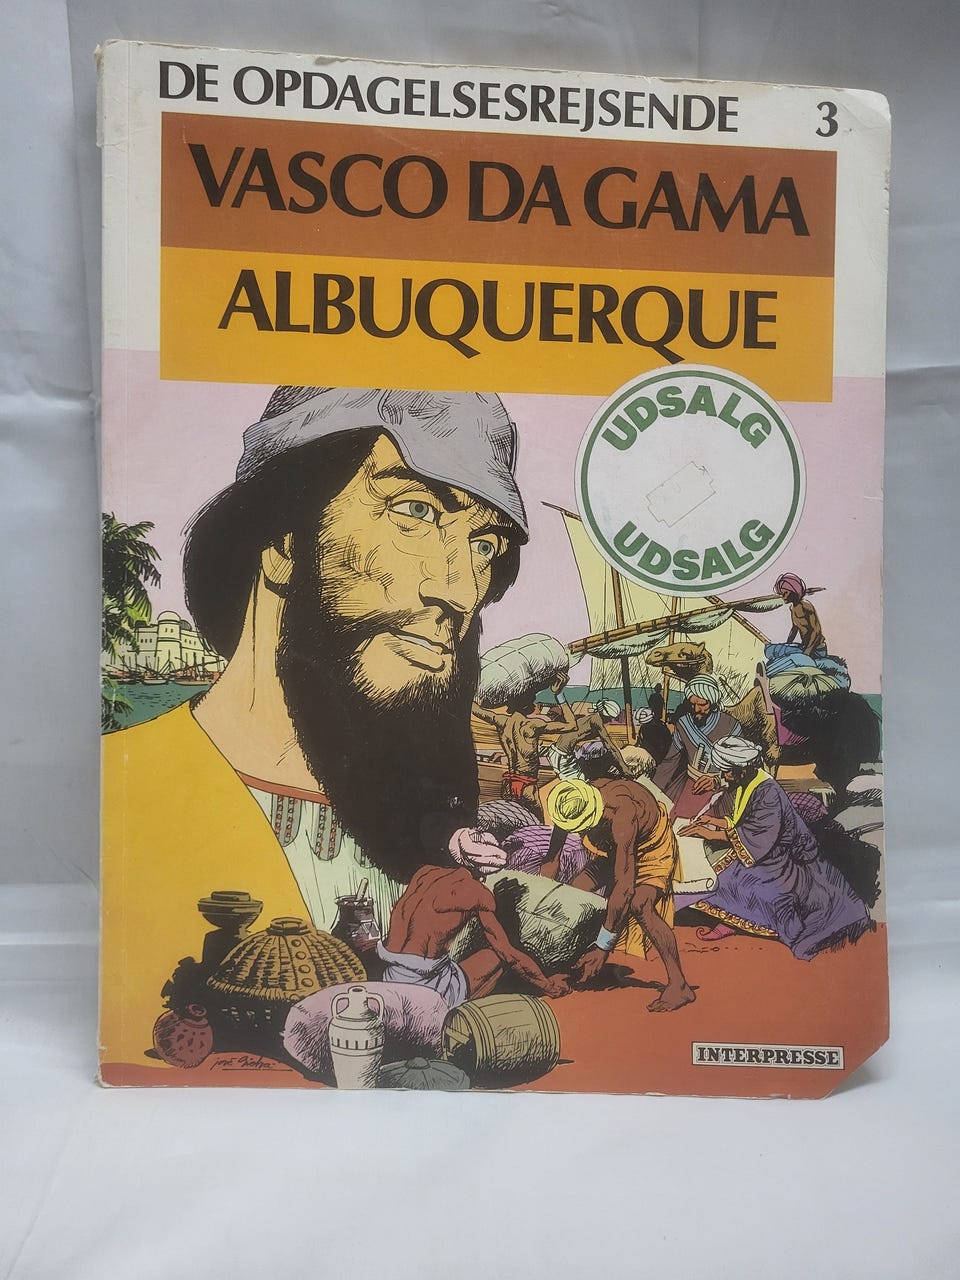 DE OPDAGELSESREJSENDE 3
VASCO DA GAMA
ALBUQUERQUE
UDSALG
UDSALG
INTERPRESSE